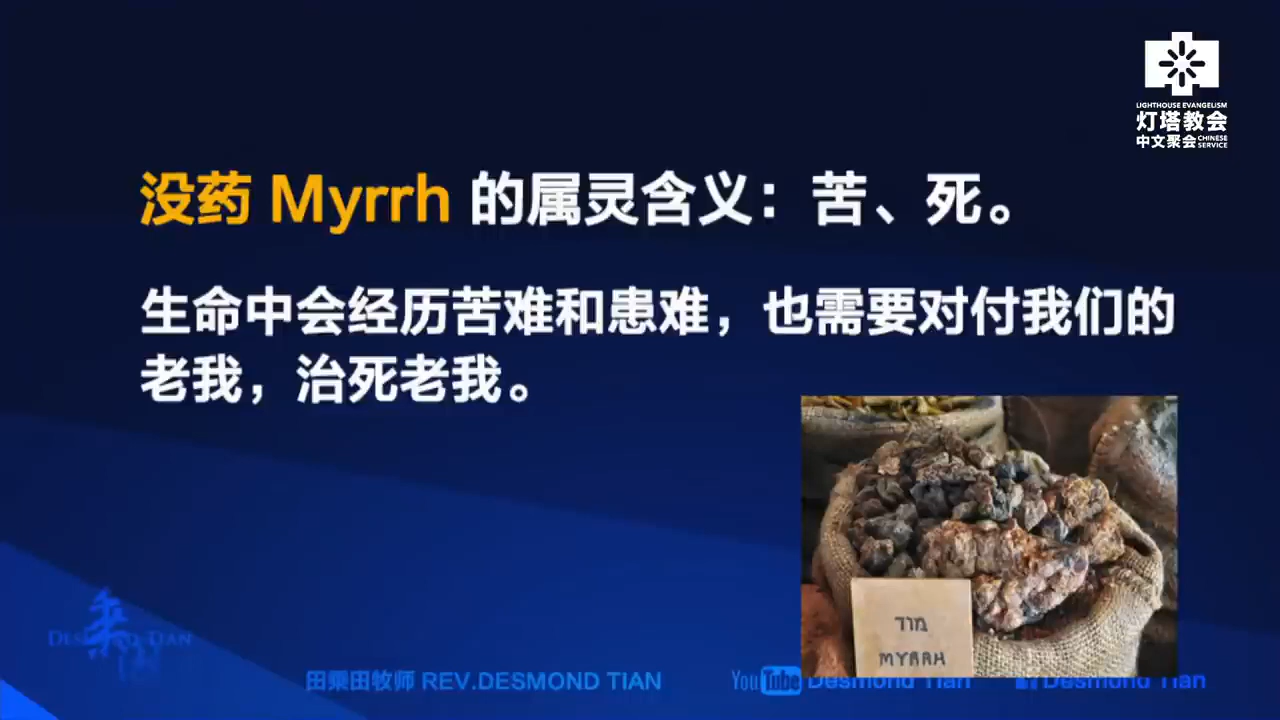 LIGHTHOUSE EVANGELISM
灯塔教会
中文聚会 CHINESE SERVICE
没药 Myrrh 的属灵含义：苦、死。
生命中会经历苦难和患难，也需要对付我们的
老我，治死老我。
מור
MYRRH
DESMOND TIAN
田乘田牧师 REV.DESMOND TIAN
YouTube Desmond Tian
Desmond Tian